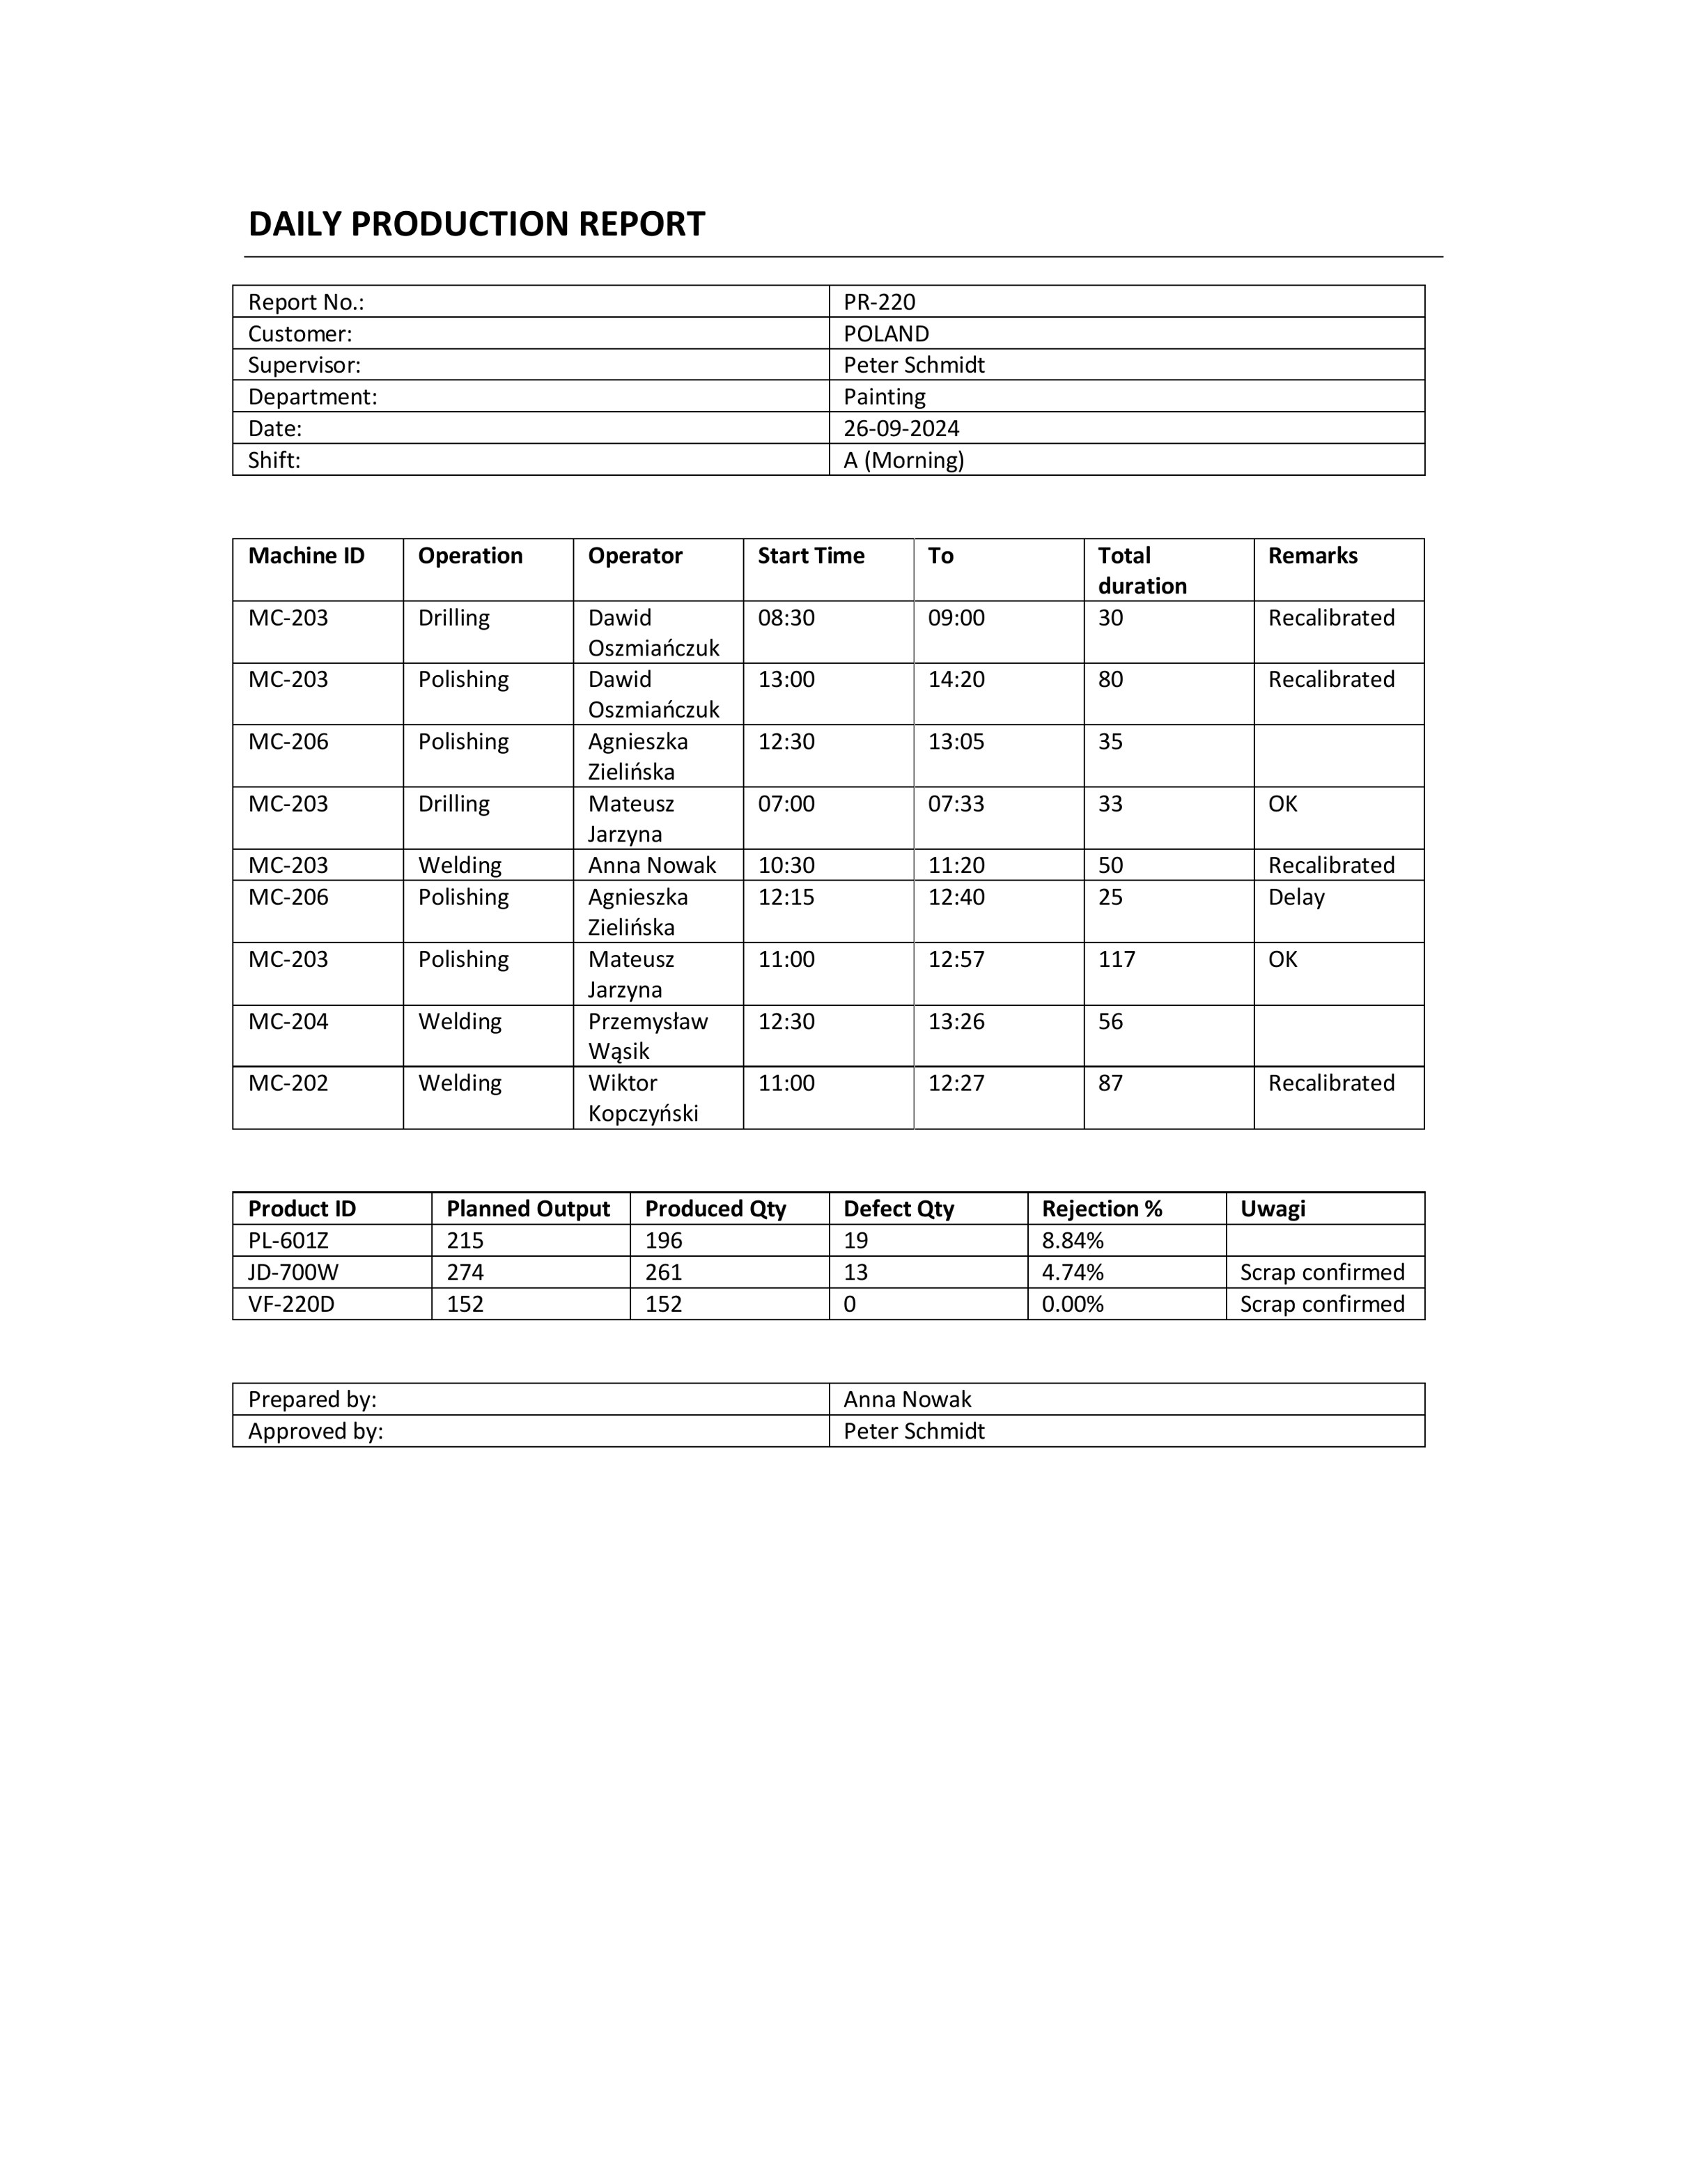 DAILY PRODUCTION REPORT
Report No.: PR-220
Customer: POLAND
Supervisor: Peter Schmidt
Department: Painting
Date: 26-09-2024
Shift: A (Morning)
Machine ID Operation Operator Start Time To Total duration Remarks
MC-203 Drilling Dawid Oszmiańczuk 08:30 09:00 30 Recalibrated
MC-203 Polishing Dawid Oszmiańczuk 13:00 14:20 80 Recalibrated
MC-206 Polishing Agnieszka Zielińska 12:30 13:05 35
MC-203 Drilling Mateusz Jarzyna 07:00 07:33 33 OK
MC-203 Welding Anna Nowak 10:30 11:20 50 Recalibrated
MC-206 Polishing Agnieszka Zielińska 12:15 12:40 25 Delay
MC-203 Polishing Mateusz Jarzyna 11:00 12:57 117 OK
MC-204 Welding Przemysław Wąsik 12:30 13:26 56
MC-202 Welding Wiktor Kopczyński 11:00 12:27 87 Recalibrated
Product ID Planned Output Produced Qty Defect Qty Rejection % Uwagi
PL-601Z 215 196 19 8.84%
JD-700W 274 261 13 4.74% Scrap confirmed
VF-220D 152 152 0 0.00% Scrap confirmed
Prepared by: Anna Nowak
Approved by: Peter Schmidt